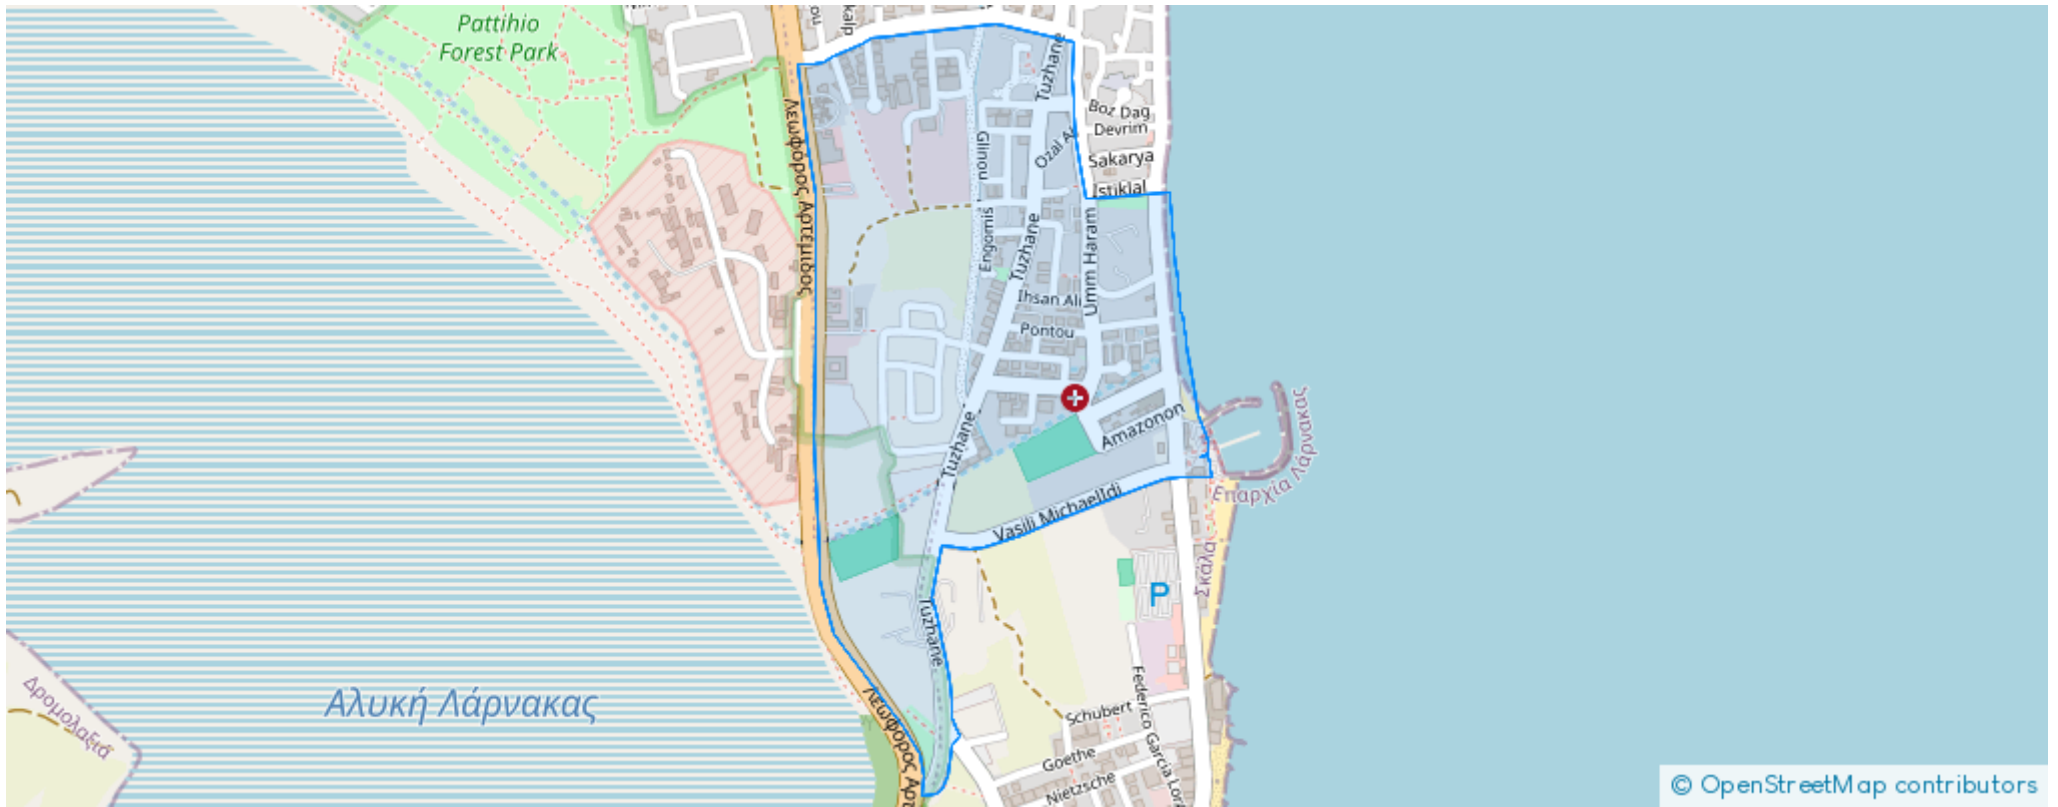 Pattihio
Forest Park
kalp
Tuzhane
Λεωφόρος Αρτέμιδος
Boz Dag
Devrim
Glinou
Ozal A
Sakarya
Istiklal
Engomis
Tuzhane
Umm Haram
Ihsan Ali
Pontou
Tuzhane
Amazonon
Επαρχία Λάρνακας
Vasili MichaelIdi
Σκάλα
Tuzhane
P
Δρομολαξιά
Αλυκή Λάρνακας
Λεωφόρος Αρτ
Schubert
Federico Garcia Lor
Goethe
Nietzsche
© OpenStreetMap contributors